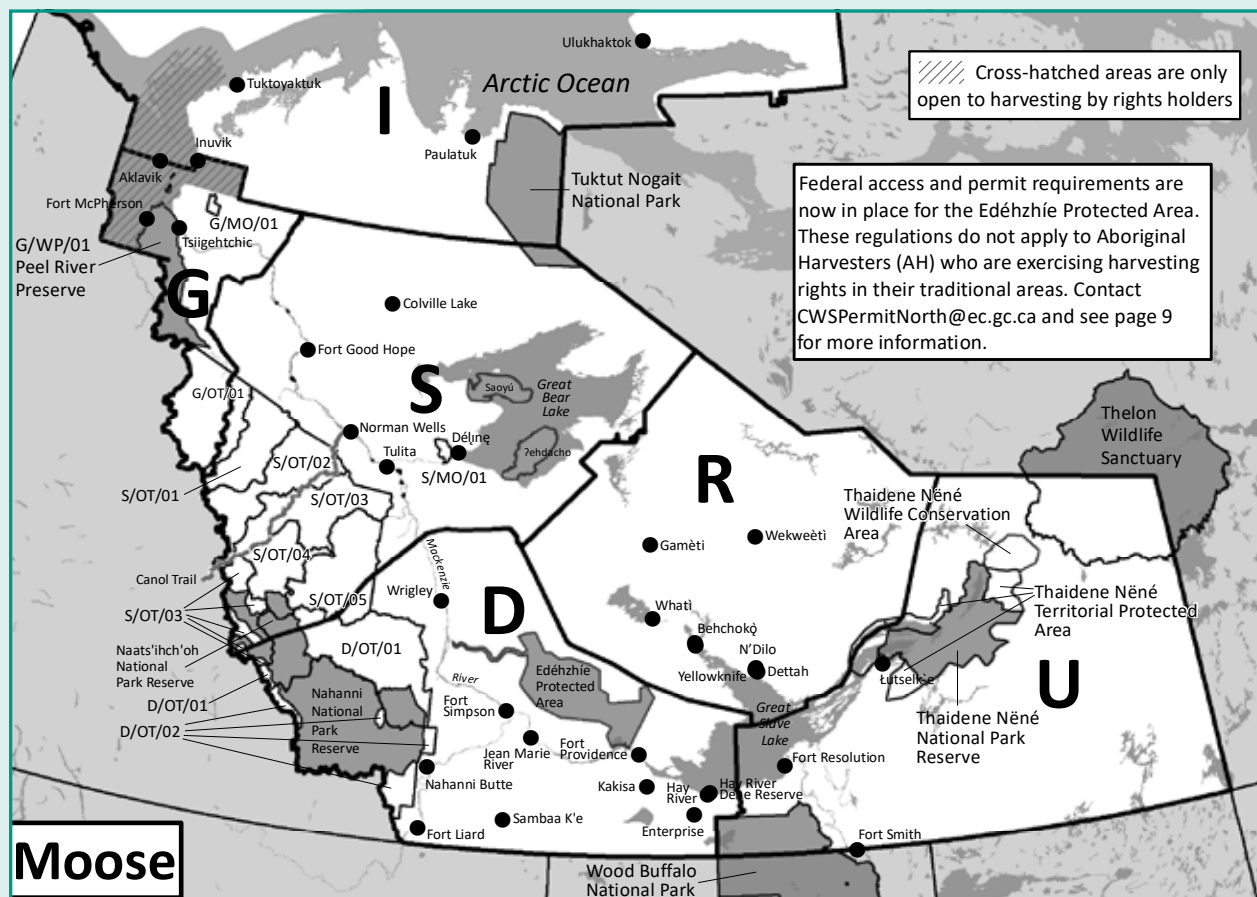 Ulukhaktok
Arctic Ocean
Cross-hatched areas are only
open to harvesting by rights holders
Tuktoyaktuk
I
Inuvik
Paulatuk
Aklavik
Tuktut Nogait
National Park
Federal access and permit requirements are
now in place for the Edéhzhíe Protected Area.
These regulations do not apply to Aboriginal
Harvesters (AH) who are exercising harvesting
rights in their traditional areas. Contact
CWSPermitNorth@ec.gc.ca and see page 9
for more information.
Fort McPherson
G/MO/01
Tsiigehtchic
G/WP/01
Peel River
Preserve
G
Colville Lake
Fort Good Hope
S
Saoyú
Great
Bear
Lake
G/OT/01
Norman Wells
Délı̨nę
ʔehdacho
Tulita
S/MO/01
S/OT/02
S/OT/01
S/OT/03
Thelon
Wildlife
Sanctuary
R
Thaidene Nëné
Wildlife Conservation
Area
Wekweètì
Gamètì
Mackenzie
S/OT/04
Canol Trail
Wrigley
D
S/OT/05
S/OT/03
Whatì
Behchokǫ̀
Thaidene Nëné
Territorial Protected
Area
Naats'ihch'oh
National
Park Reserve
D/OT/01
N'Dilo
Yellowknife
Dettah
Łutselk'e
U
River
Edéhzhíe
Protected
Area
D/OT/01
D/OT/02
Nahanni
National
Park
Reserve
Fort
Simpson
Great
Slave
Lake
Thaidene Nëné
National Park
Reserve
Jean Marie
River
Fort
Providence
Fort Resolution
Nahanni Butte
Kakisa
Hay
River
Hay River
Dene Reserve
Fort Liard
Sambaa K'e
Enterprise
Fort Smith
Moose
Wood Buffalo
National Park